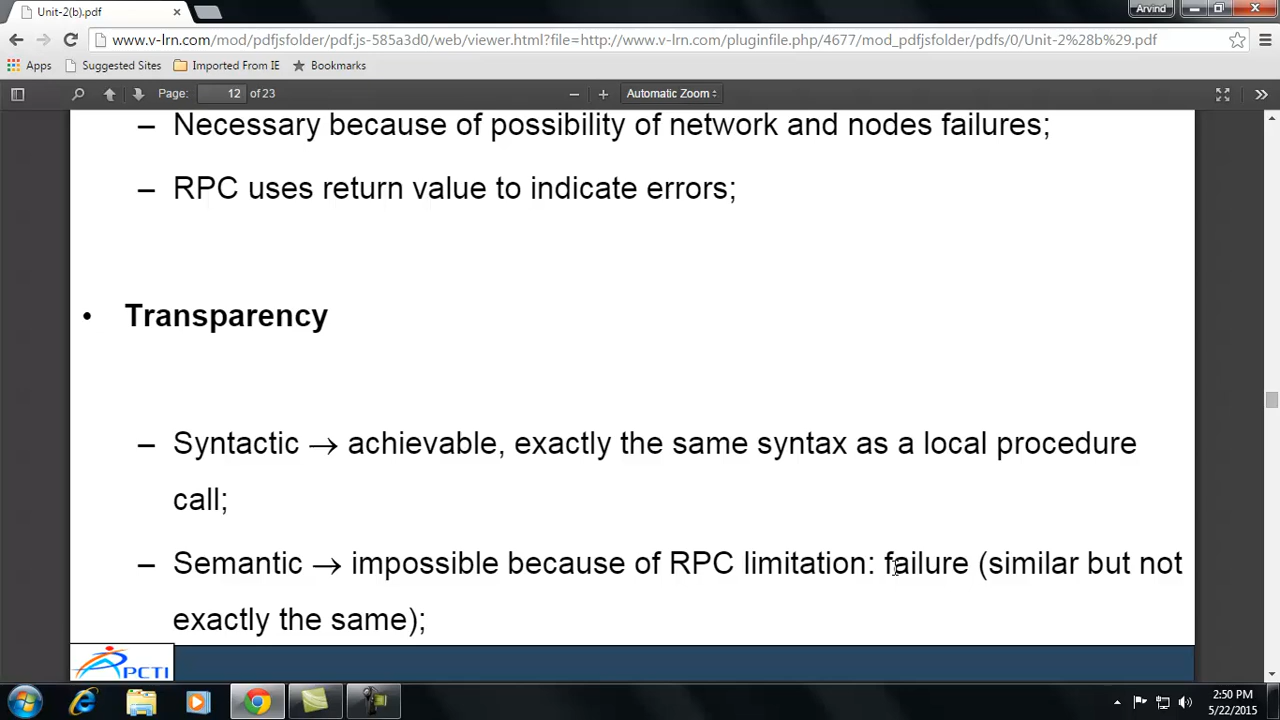 Unit-2(b).pdf
Arvind
www.v-lrn.com/mod/pdfjsfolder/pdf.js-585a3d0/web/viewer.html?file=http://www.v-lrn.com/pluginfile.php/4677/mod_pdfjsfolder/pdfs/0/Unit-2%28b%29.pdf
Apps Suggested Sites Imported From IE Bookmarks
Page: 12 of 23 Automatic Zoom
– Necessary because of possibility of network and nodes failures;
– RPC uses return value to indicate errors;
• Transparency
– Syntactic → achievable, exactly the same syntax as a local procedure
call;
– Semantic → impossible because of RPC limitation: failure (similar but not
exactly the same);
PCTI
2:50 PM
5/22/2015